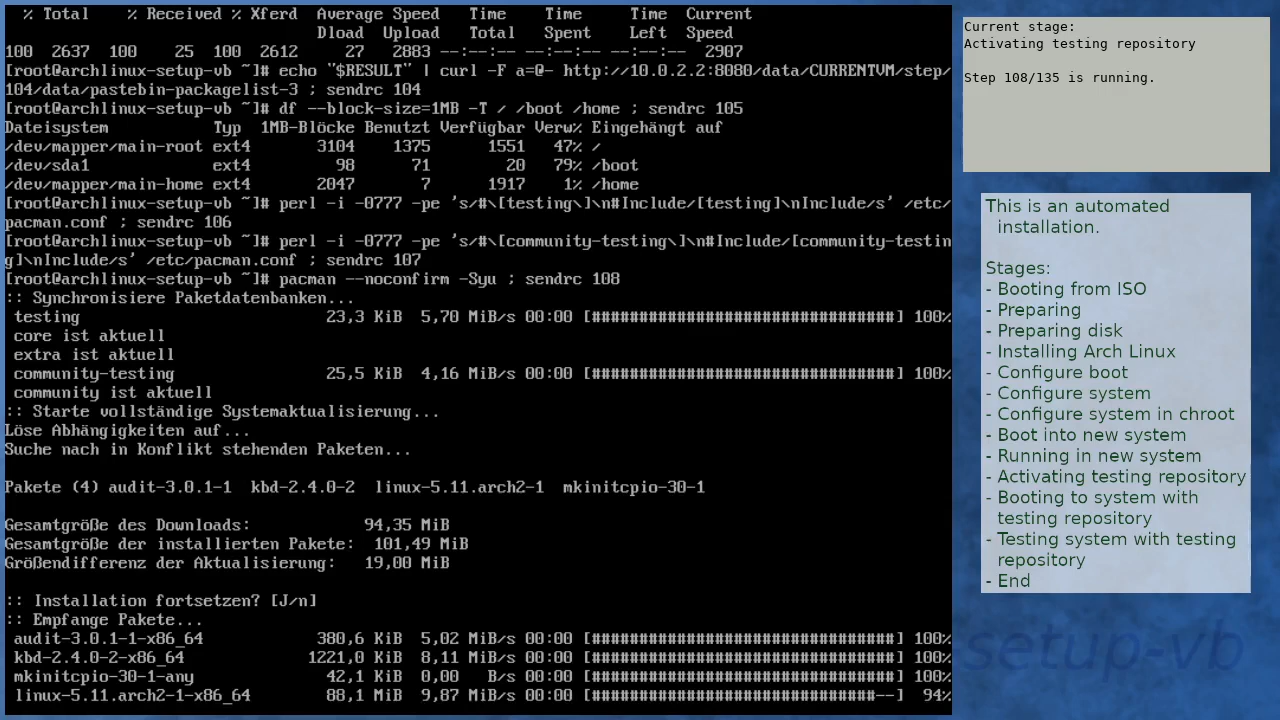 % Total    % Received % Xferd  Average Speed   Time    Time     Time  Current
                                 Dload  Upload   Total   Spent    Left  Speed
100  2637  100    25  100  2612     27   2883 --:--:-- --:--:-- --:--:--  2907
[root@archlinux-setup-vb ~]# echo "$RESULT" | curl -F a=@- http://10.0.2.2:8080/data/CURRENTVM/step/
104/data/pastebin-packagelist-3 ; sendrc 104
[root@archlinux-setup-vb ~]# df --block-size=1MB -T / /boot /home ; sendrc 105
Dateisystem           Typ  1MB-Blöcke Benutzt Verfügbar Verw% Eingehängt auf
/dev/mapper/main-root ext4       3104    1375      1551   47% /
/dev/sda1             ext4         98      71        20   79% /boot
/dev/mapper/main-home ext4       2047       7      1917    1% /home
[root@archlinux-setup-vb ~]# perl -i -0777 -pe 's/#\[testing\]\n#Include/[testing]\nInclude/s' /etc/
pacman.conf ; sendrc 106
[root@archlinux-setup-vb ~]# perl -i -0777 -pe 's/#\[community-testing\]\n#Include/[community-testin
g]\nInclude/s' /etc/pacman.conf ; sendrc 107
[root@archlinux-setup-vb ~]# pacman --noconfirm -Syu ; sendrc 108
:: Synchronisiere Paketdatenbanken...
 testing                          23,3 KiB  5,70 MiB/s 00:00 [################################] 100%
 core ist aktuell
 extra ist aktuell
 community-testing                25,5 KiB  4,16 MiB/s 00:00 [################################] 100%
 community ist aktuell
:: Starte vollständige Systemaktualisierung...
Löse Abhängigkeiten auf...
Suche nach in Konflikt stehenden Paketen...
Pakete (4) audit-3.0.1-1  kbd-2.4.0-2  linux-5.11.arch2-1  mkinitcpio-30-1
Gesamtgröße des Downloads:            94,35 MiB
Gesamtgröße der installierten Pakete:  101,49 MiB
Größendifferenz der Aktualisierung:   19,00 MiB
:: Installation fortsetzen? [J/n]
:: Empfange Pakete...
 audit-3.0.1-1-x86_64            380,6 KiB  5,02 MiB/s 00:00 [################################] 100%
 kbd-2.4.0-2-x86_64             1221,0 KiB  8,11 MiB/s 00:00 [################################] 100%
 mkinitcpio-30-1-any              42,1 KiB  0,00   B/s 00:00 [################################] 100%
 linux-5.11.arch2-1-x86_64        88,1 MiB  9,87 MiB/s 00:00 [##############################--]  94%
Current stage:
Activating testing repository
Step 108/135 is running.
This is an automated
installation.
Stages:
- Booting from ISO
- Preparing
- Preparing disk
- Installing Arch Linux
- Configure boot
- Configure system
- Configure system in chroot
- Boot into new system
- Running in new system
- Activating testing repository
- Booting to system with
testing repository
- Testing system with testing
repository
- End
setup-vb